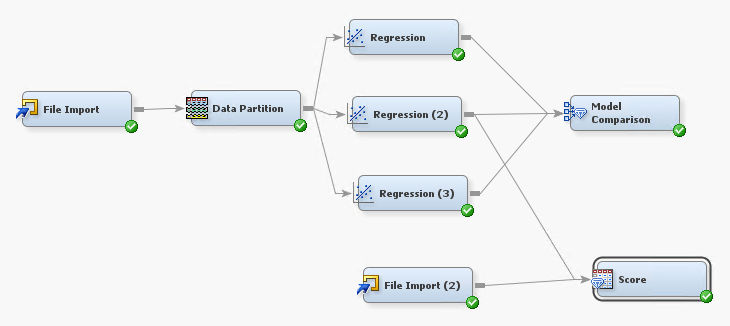 Regression
File Import
Data Partition
Regression (2)
Model
Comparison
Regression (3)
File Import (2)
Score